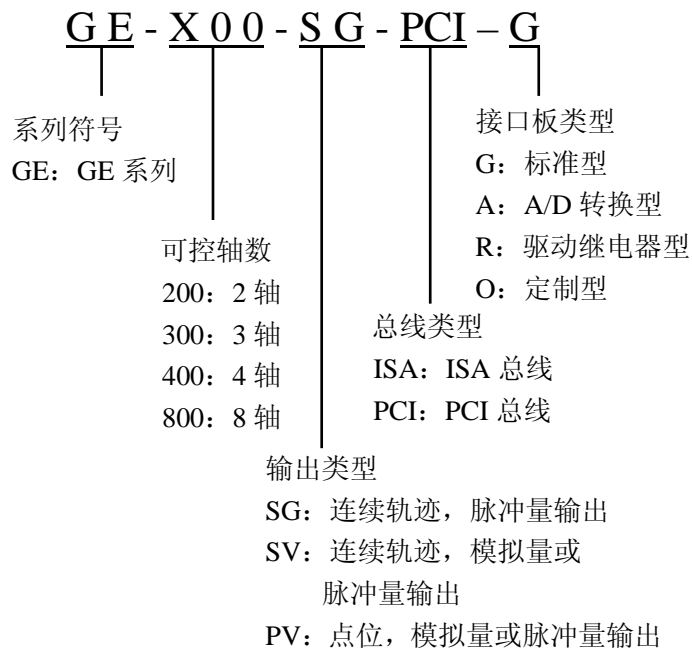 GE - X00 - SG - PCI – G
系列符号
GE：GE 系列
可控轴数
200：2 轴
300：3 轴
400：4 轴
800：8 轴
输出类型
SG：连续轨迹，脉冲量输出
SV：连续轨迹，模拟量或
脉冲量输出
PV：点位，模拟量或脉冲量输出
总线类型
ISA：ISA 总线
PCI：PCI 总线
接口板类型
G：标准型
A：A/D 转换型
R：驱动继电器型
O：定制型